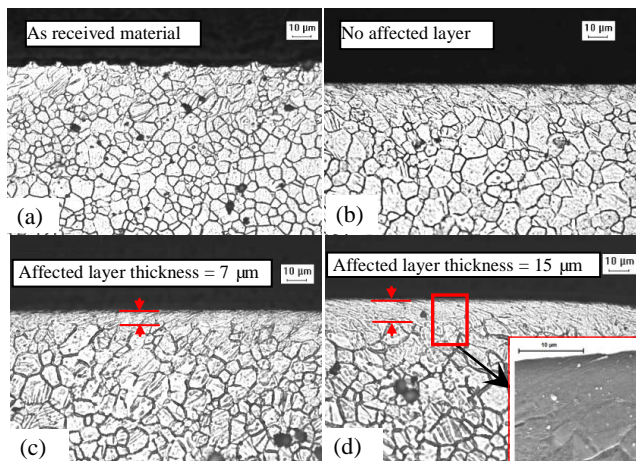 As received material
10 µm
(a)
No affected layer
10 µm
(b)
Affected layer thickness = 7 µm
10 µm
(c)
Affected layer thickness = 15 µm
10 µm
10 µm
(d)